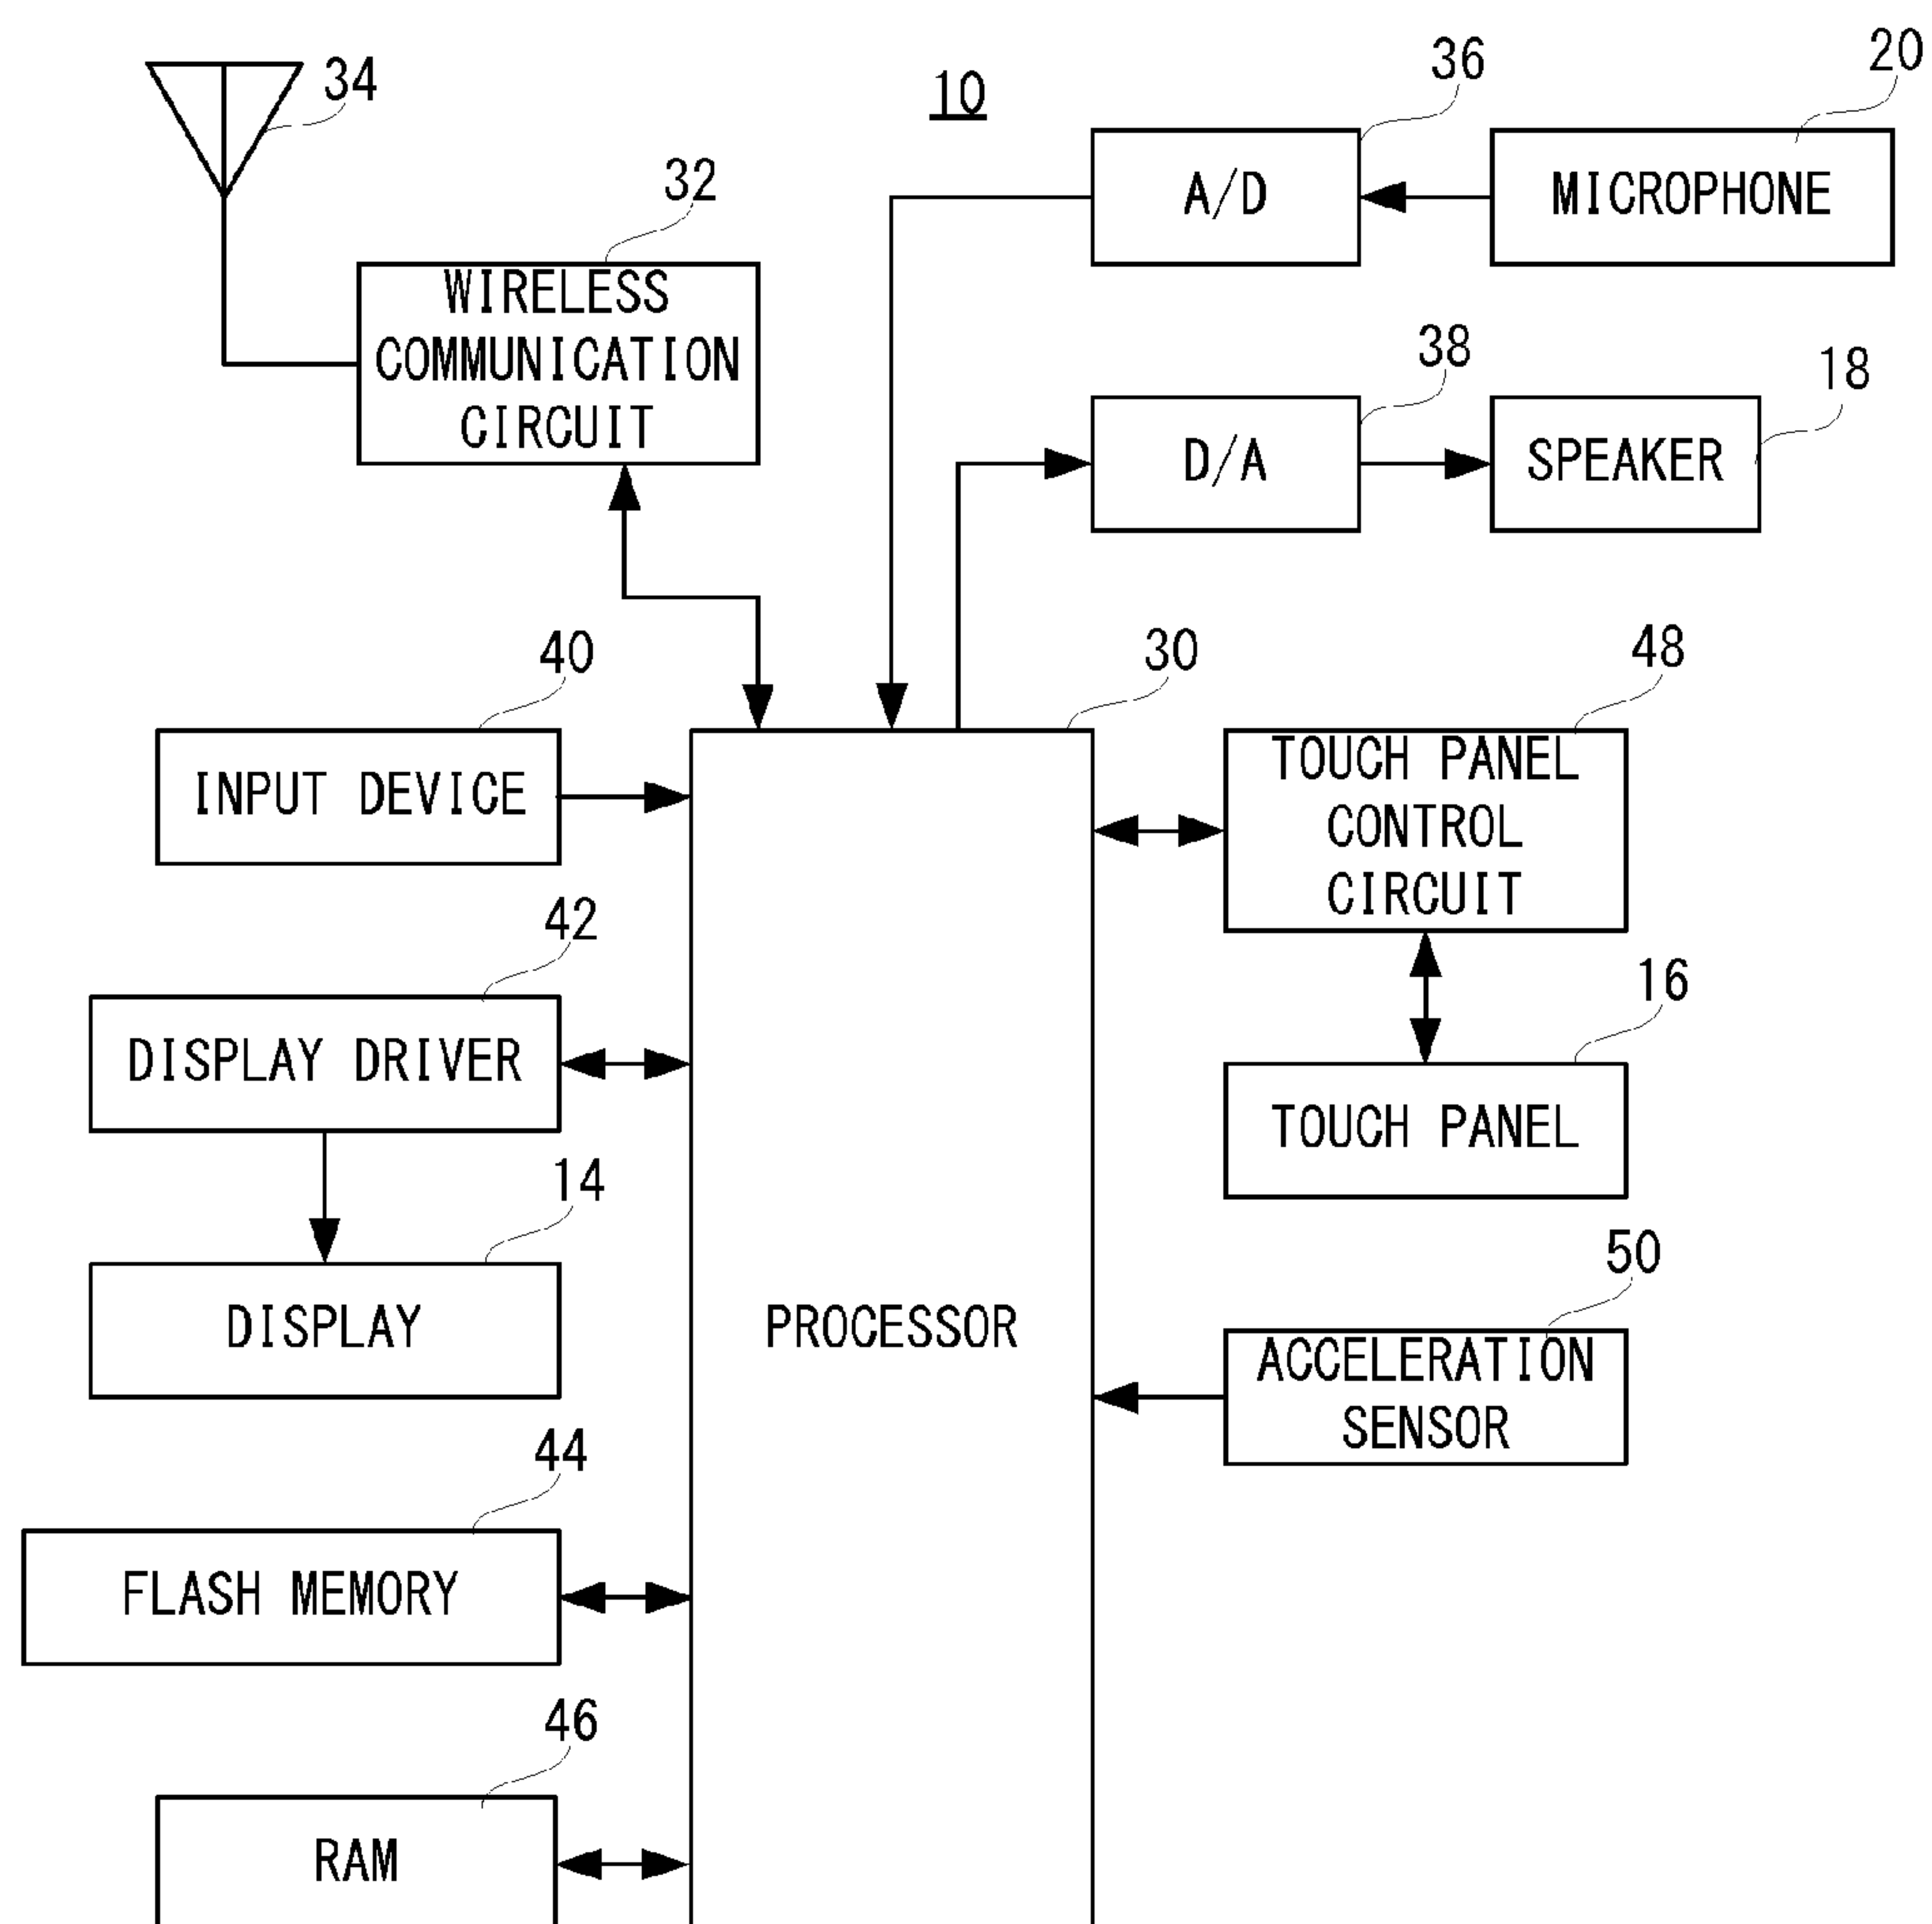 34
10
36
20
A/D
MICROPHONE
32
WIRELESS
COMMUNICATION
CIRCUIT
38
18
D/A
SPEAKER
40
30
48
INPUT DEVICE
TOUCH PANEL
CONTROL
CIRCUIT
42
DISPLAY DRIVER
16
TOUCH PANEL
14
DISPLAY
PROCESSOR
50
ACCELERATION
SENSOR
44
FLASH MEMORY
46
RAM